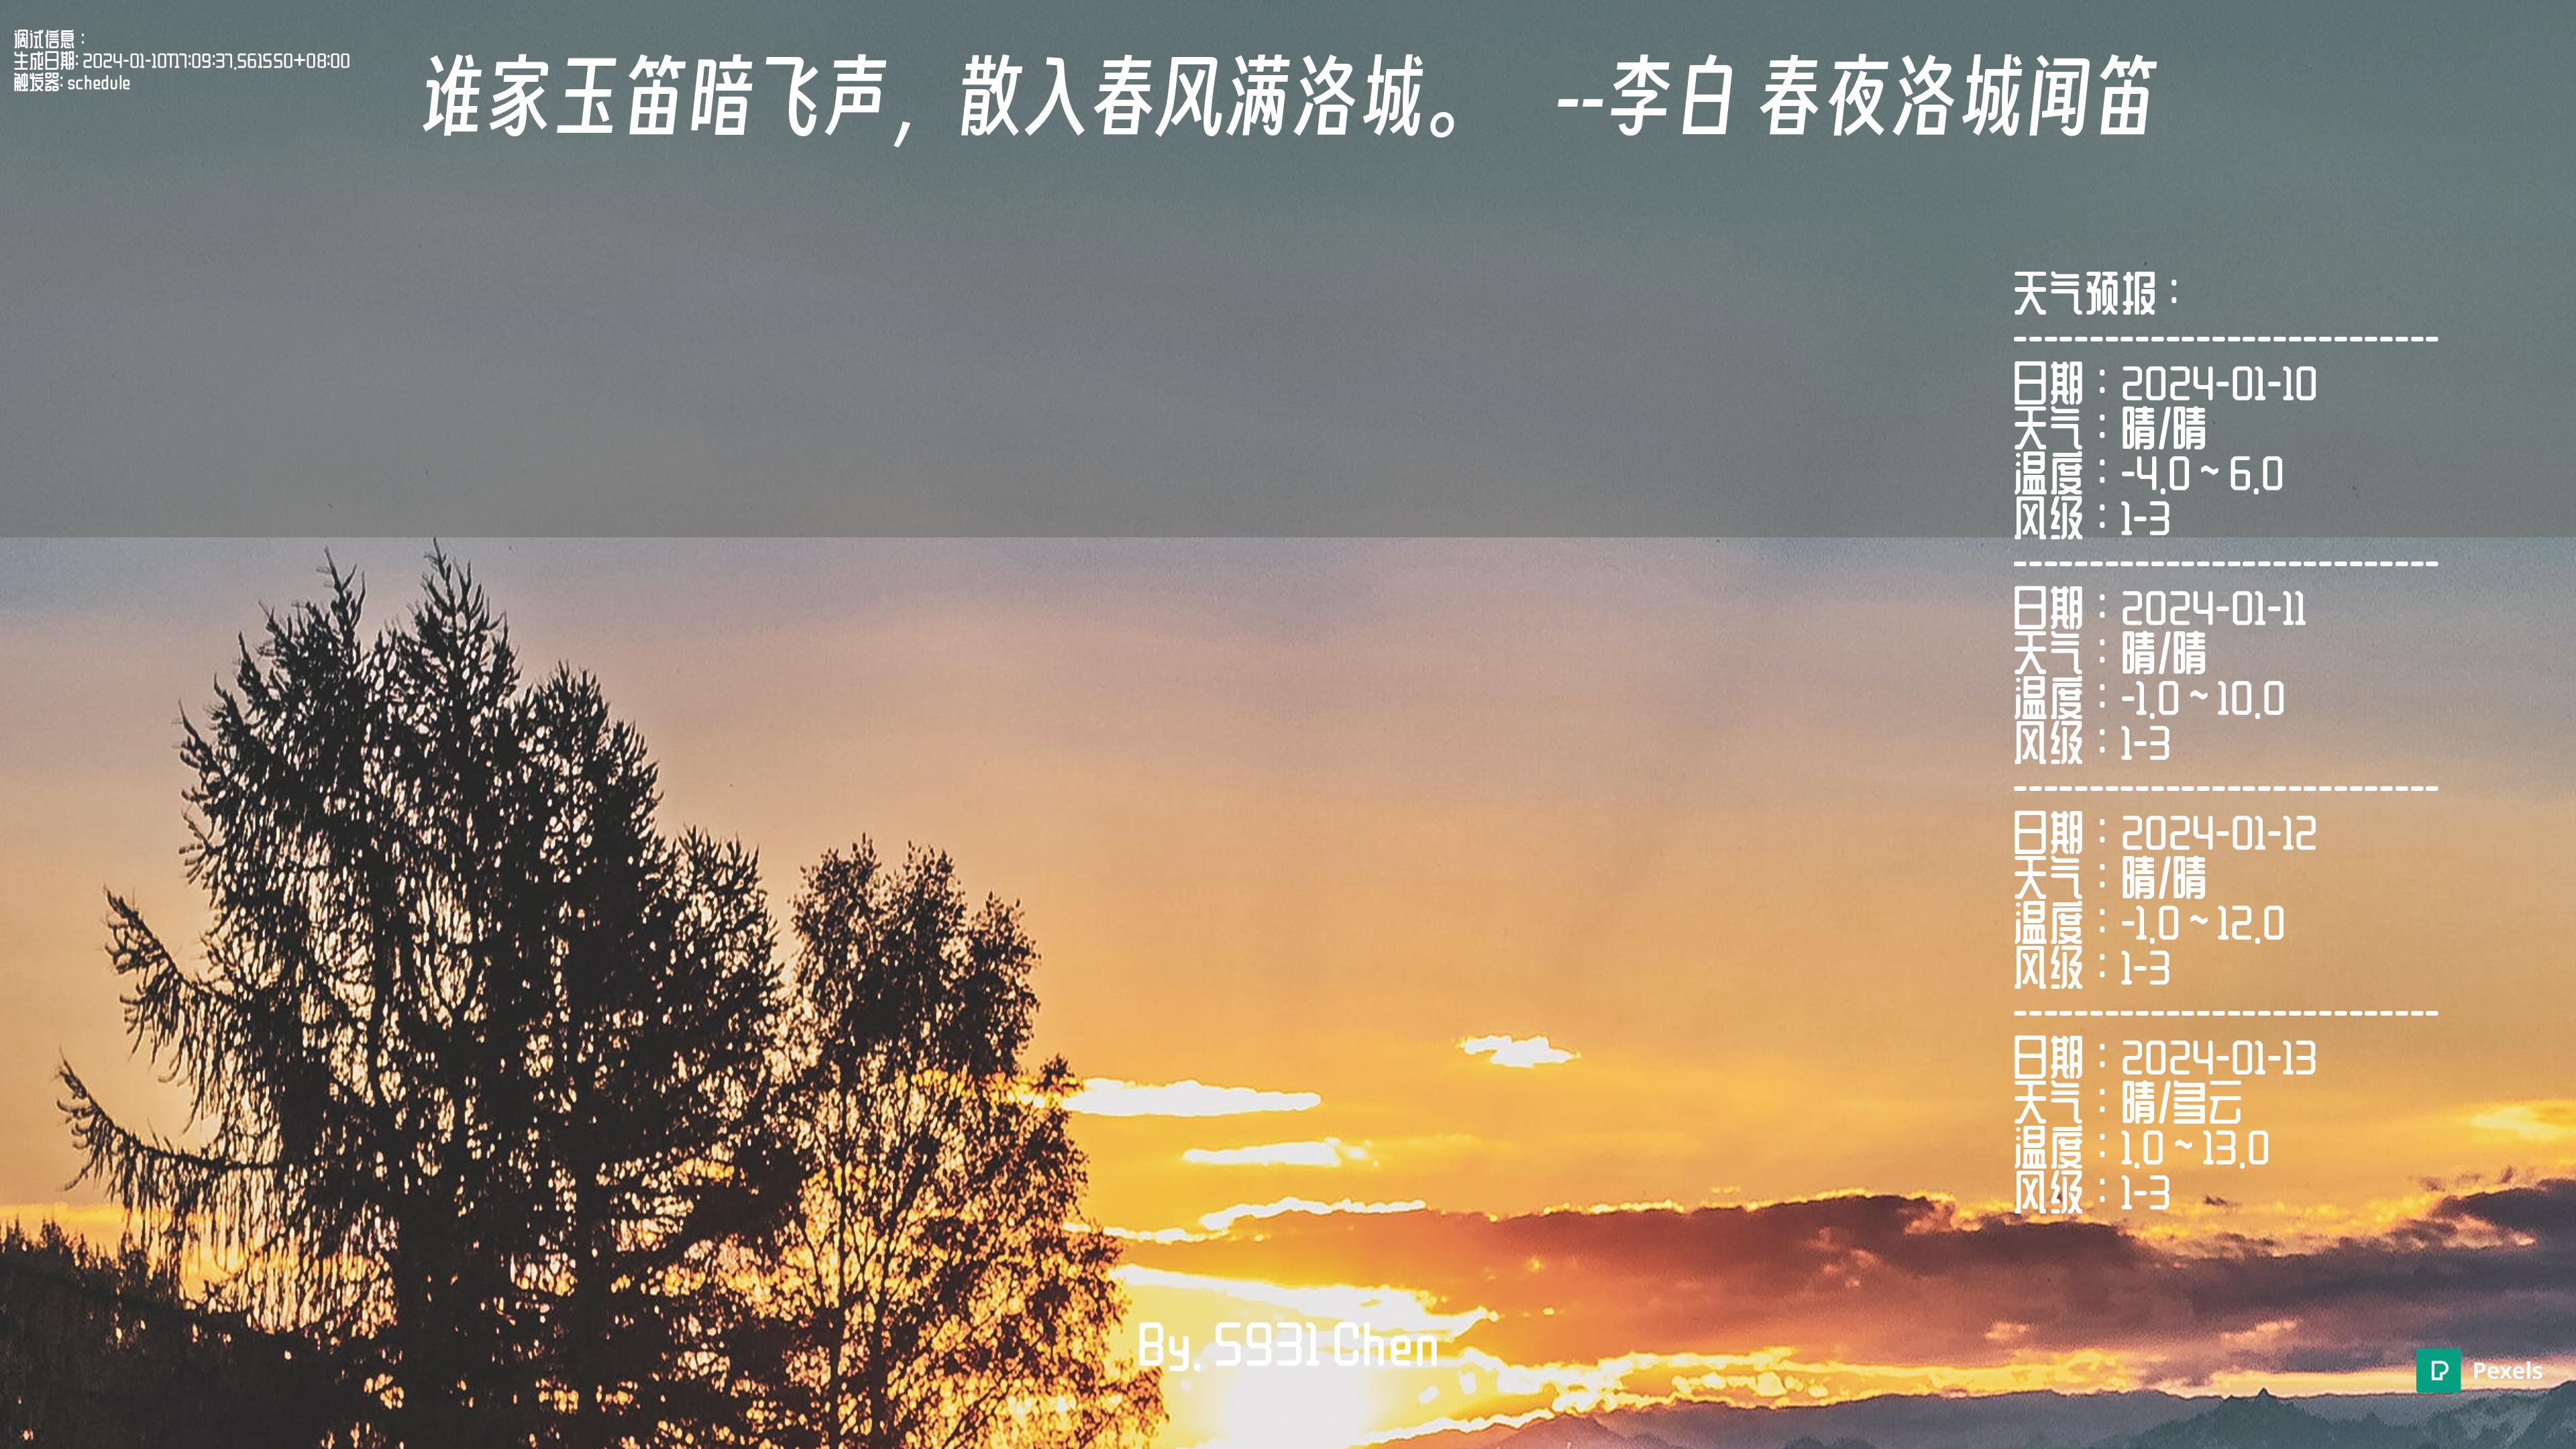 调试信息：
生成日期: 2024-01-10T17:09:37.561550+08:00
触发器: schedule
谁家玉笛暗飞声，散入春风满洛城。 --李白 春夜洛城闻笛
天气预报：
----------------------------
日期：2024-01-10
天气：晴/晴
温度：-4.0 ~ 6.0
风级：1-3
----------------------------
日期：2024-01-11
天气：晴/晴
温度：-1.0 ~ 10.0
风级：1-3
----------------------------
日期：2024-01-12
天气：晴/晴
温度：-1.0 ~ 12.0
风级：1-3
----------------------------
日期：2024-01-13
天气：晴/多云
温度：1.0 ~ 13.0
风级：1-3
By. 5931 Chen
Pexels